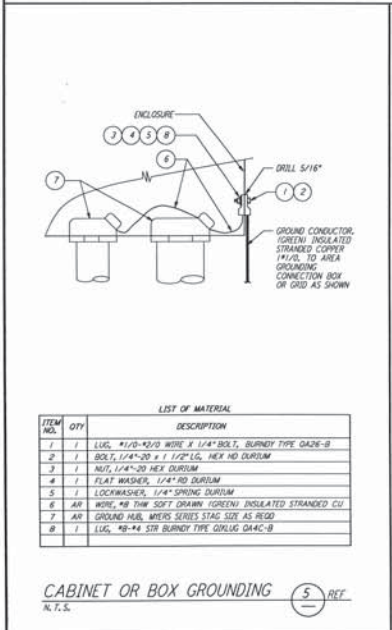 ENCLOSURE
3 4 5 8
6
7
DRILL 5/16"
1 2
GROUND CONDUCTOR,
(GREEN) INSULATED
STRANDED COPPER
1#1/0, TO AREA
GROUNDING
CONNECTION BOX
OR GRID AS SHOWN
LIST OF MATERIAL
ITEM NO. QTY DESCRIPTION
1 1 LUG, #1/0-#2/0 WIRE X 1/4" BOLT, BURNDY TYPE QA26-B
2 1 BOLT, 1/4"-20 x 1 1/2" LG, HEX HD DURIUM
3 1 NUT, 1/4"-20 HEX DURIUM
4 1 FLAT WASHER, 1/4" RD DURIUM
5 1 LOCKWASHER, 1/4" SPRING DURIUM
6 AR WIRE, #8 THW SOFT DRAWN (GREEN) INSULATED STRANDED CU
7 AR GROUND HUB, MYERS SERIES STAG SIZE AS REQD
8 1 LUG, #8-#4 STR BURNDY TYPE QIKLUG QA4C-B
CABINET OR BOX GROUNDING 5 REF
N.T.S.